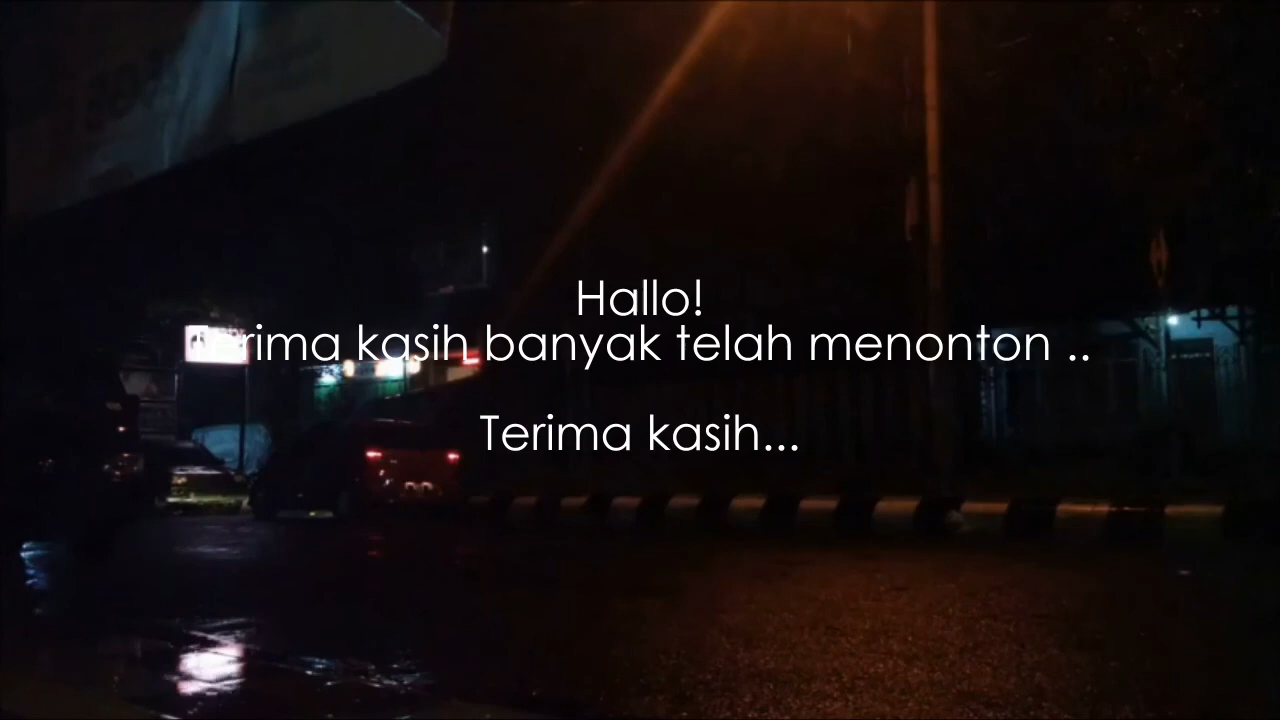 Hallo!
Terima kasih banyak telah menonton ..
Terima kasih...